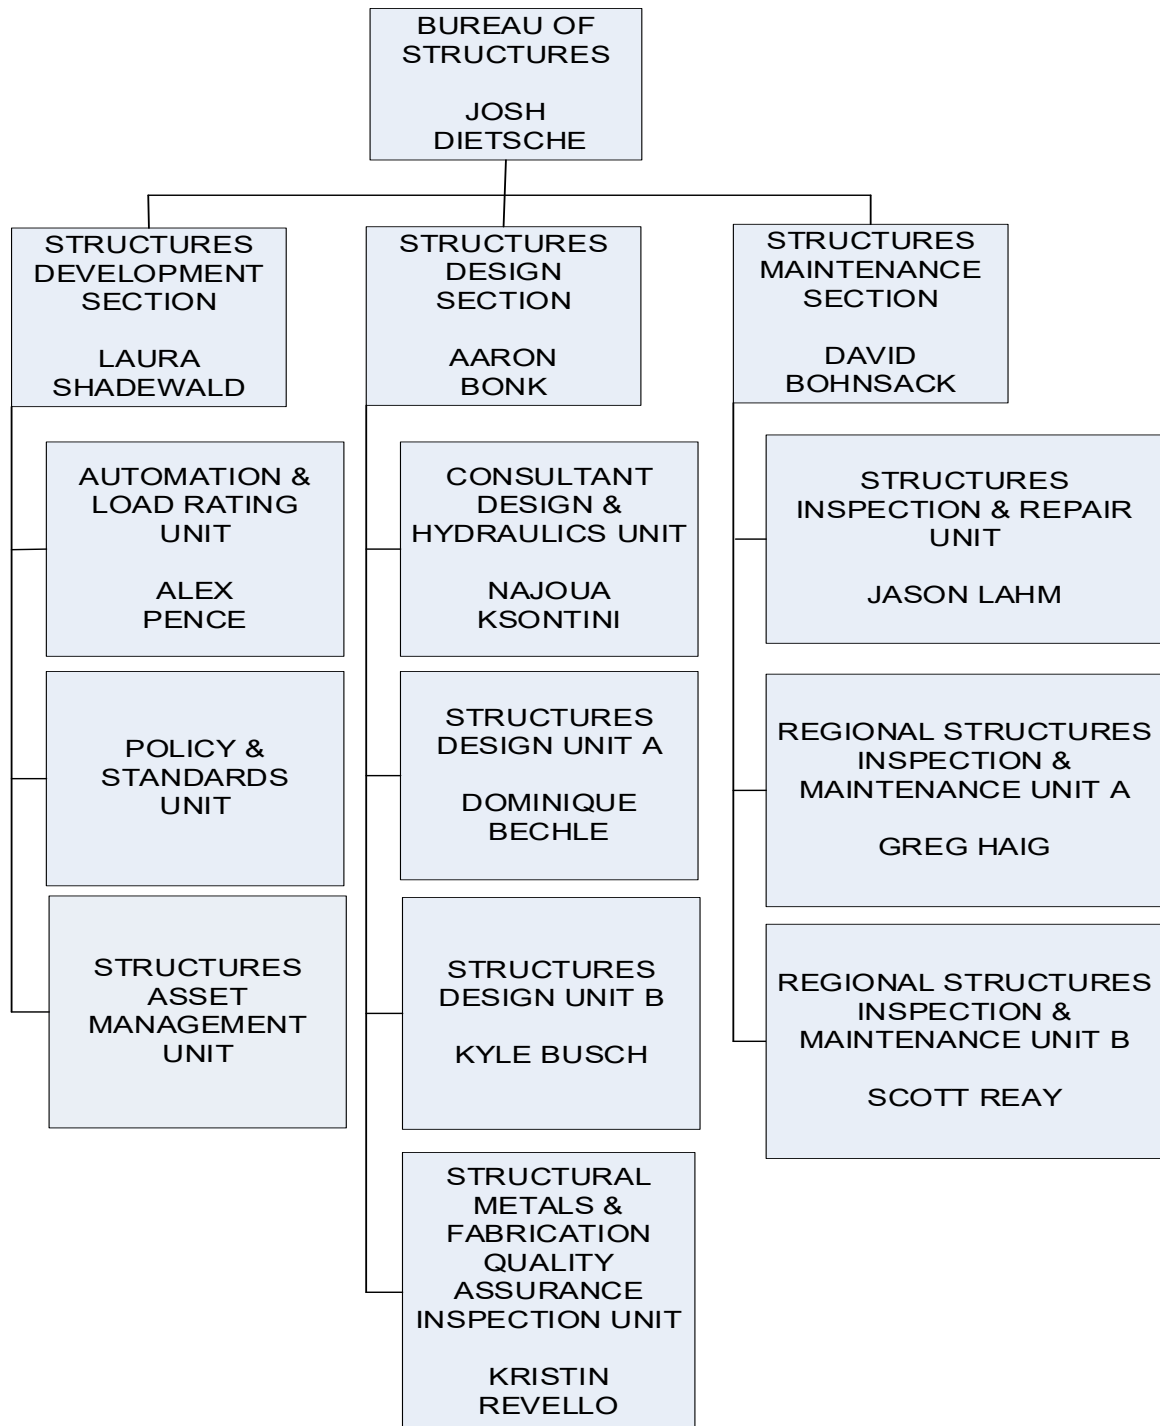 BUREAU OF
STRUCTURES
JOSH
DIETSCHE
STRUCTURES
DEVELOPMENT
SECTION
LAURA
SHADEWALD
AUTOMATION &
LOAD RATING
UNIT
ALEX
PENCE
POLICY &
STANDARDS
UNIT
STRUCTURES
ASSET
MANAGEMENT
UNIT
STRUCTURES
DESIGN
SECTION
AARON
BONK
CONSULTANT
DESIGN &
HYDRAULICS UNIT
NAJOUA
KSONTINI
STRUCTURES
DESIGN UNIT A
DOMINIQUE
BECHLE
STRUCTURES
DESIGN UNIT B
KYLE BUSCH
STRUCTURAL
METALS &
FABRICATION
QUALITY
ASSURANCE
INSPECTION UNIT
KRISTIN
REVELLO
STRUCTURES
MAINTENANCE
SECTION
DAVID
BOHNSACK
STRUCTURES
INSPECTION & REPAIR
UNIT
JASON LAHM
REGIONAL STRUCTURES
INSPECTION &
MAINTENANCE UNIT A
GREG HAIG
REGIONAL STRUCTURES
INSPECTION &
MAINTENANCE UNIT B
SCOTT REAY